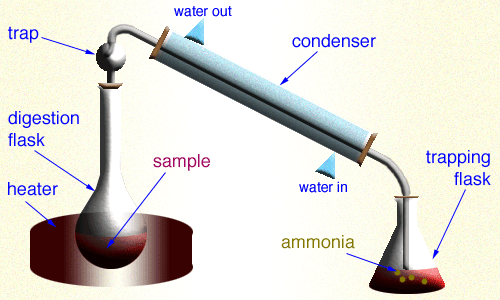 water out
trap
condenser
digestion
flask
sample
trapping
flask
heater
water in
ammonia